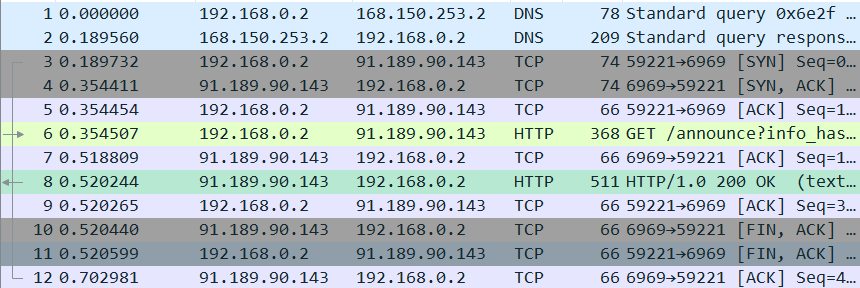 1 0.000000 192.168.0.2 168.150.253.2 DNS 78 Standard query 0x6e2f …
2 0.189560 168.150.253.2 192.168.0.2 DNS 209 Standard query respons…
3 0.189732 192.168.0.2 91.189.90.143 TCP 74 59221→6969 [SYN] Seq=0…
4 0.354411 91.189.90.143 192.168.0.2 TCP 74 6969→59221 [SYN, ACK] …
5 0.354454 192.168.0.2 91.189.90.143 TCP 66 59221→6969 [ACK] Seq=1…
6 0.354507 192.168.0.2 91.189.90.143 HTTP 368 GET /announce?info_has…
7 0.518809 91.189.90.143 192.168.0.2 TCP 66 6969→59221 [ACK] Seq=1…
8 0.520244 91.189.90.143 192.168.0.2 HTTP 511 HTTP/1.0 200 OK (text…
9 0.520265 192.168.0.2 91.189.90.143 TCP 66 59221→6969 [ACK] Seq=3…
10 0.520440 91.189.90.143 192.168.0.2 TCP 66 6969→59221 [FIN, ACK] …
11 0.520599 192.168.0.2 91.189.90.143 TCP 66 59221→6969 [FIN, ACK] …
12 0.702981 91.189.90.143 192.168.0.2 TCP 66 6969→59221 [ACK] Seq=4…